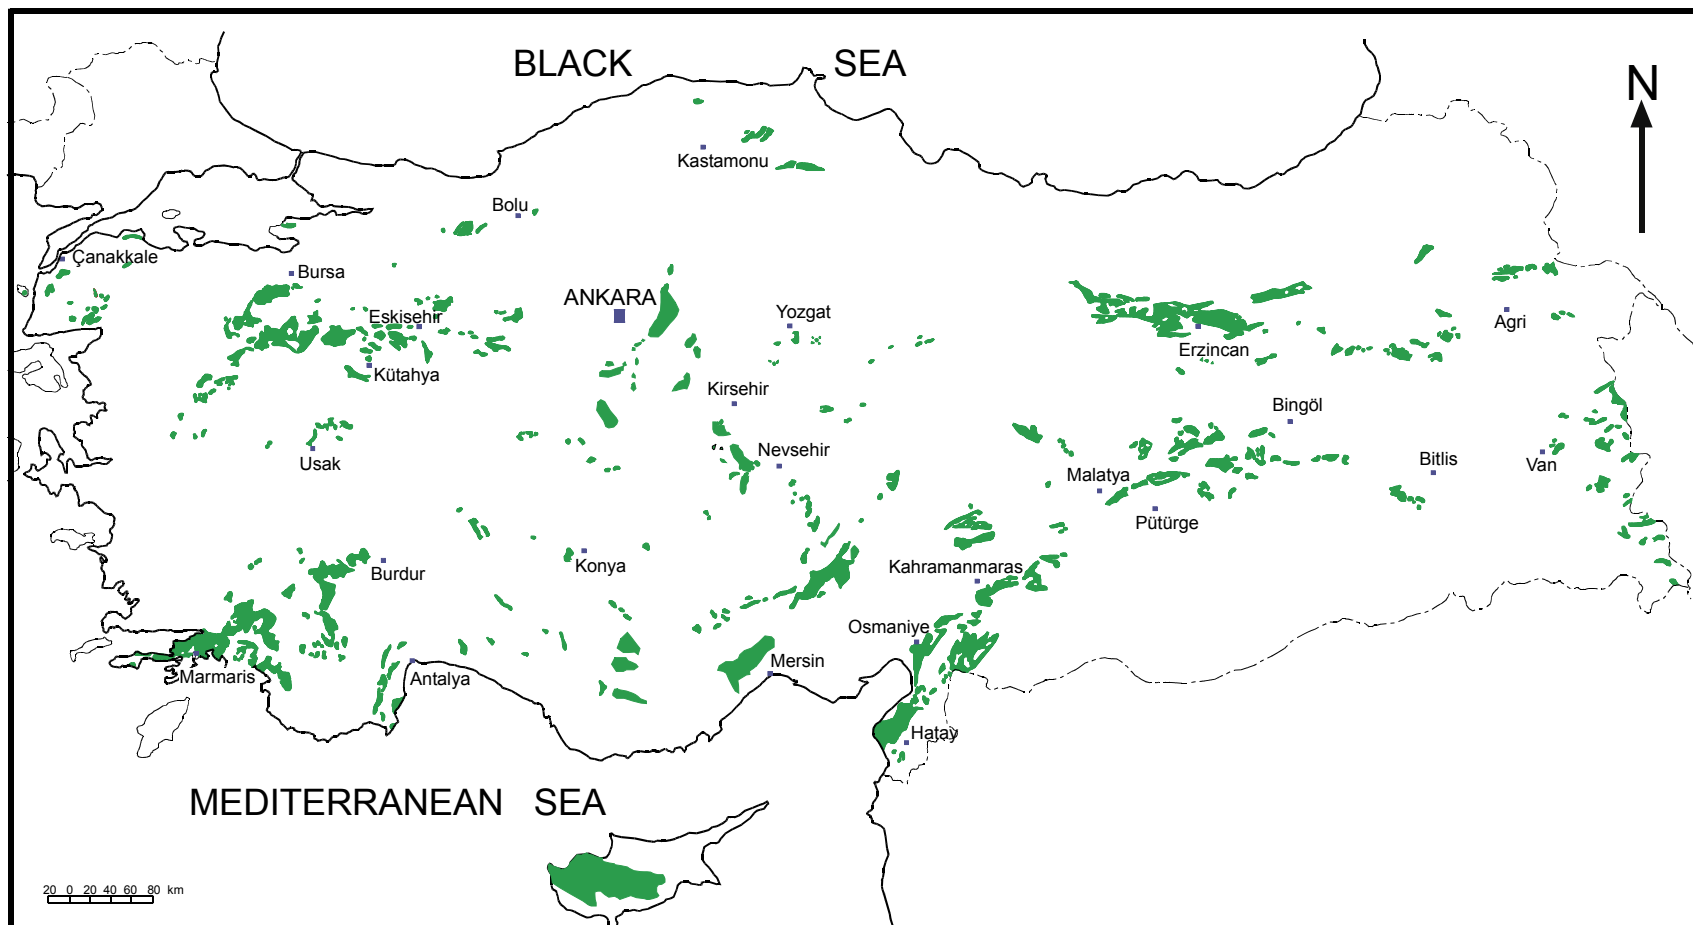 BLACK SEA
N
Kastamonu
Bolu
Çanakkale
Bursa
ANKARA
Yozgat
Eskisehir
Agri
Erzincan
Kütahya
Kirsehir
Bingöl
Usak
Nevsehir
Malatya
Bitlis
Van
Pütürge
Burdur
Konya
Kahramanmaras
Osmaniye
Marmaris
Antalya
Mersin
Hatay
MEDITERRANEAN SEA
20 0 20 40 60 80 km